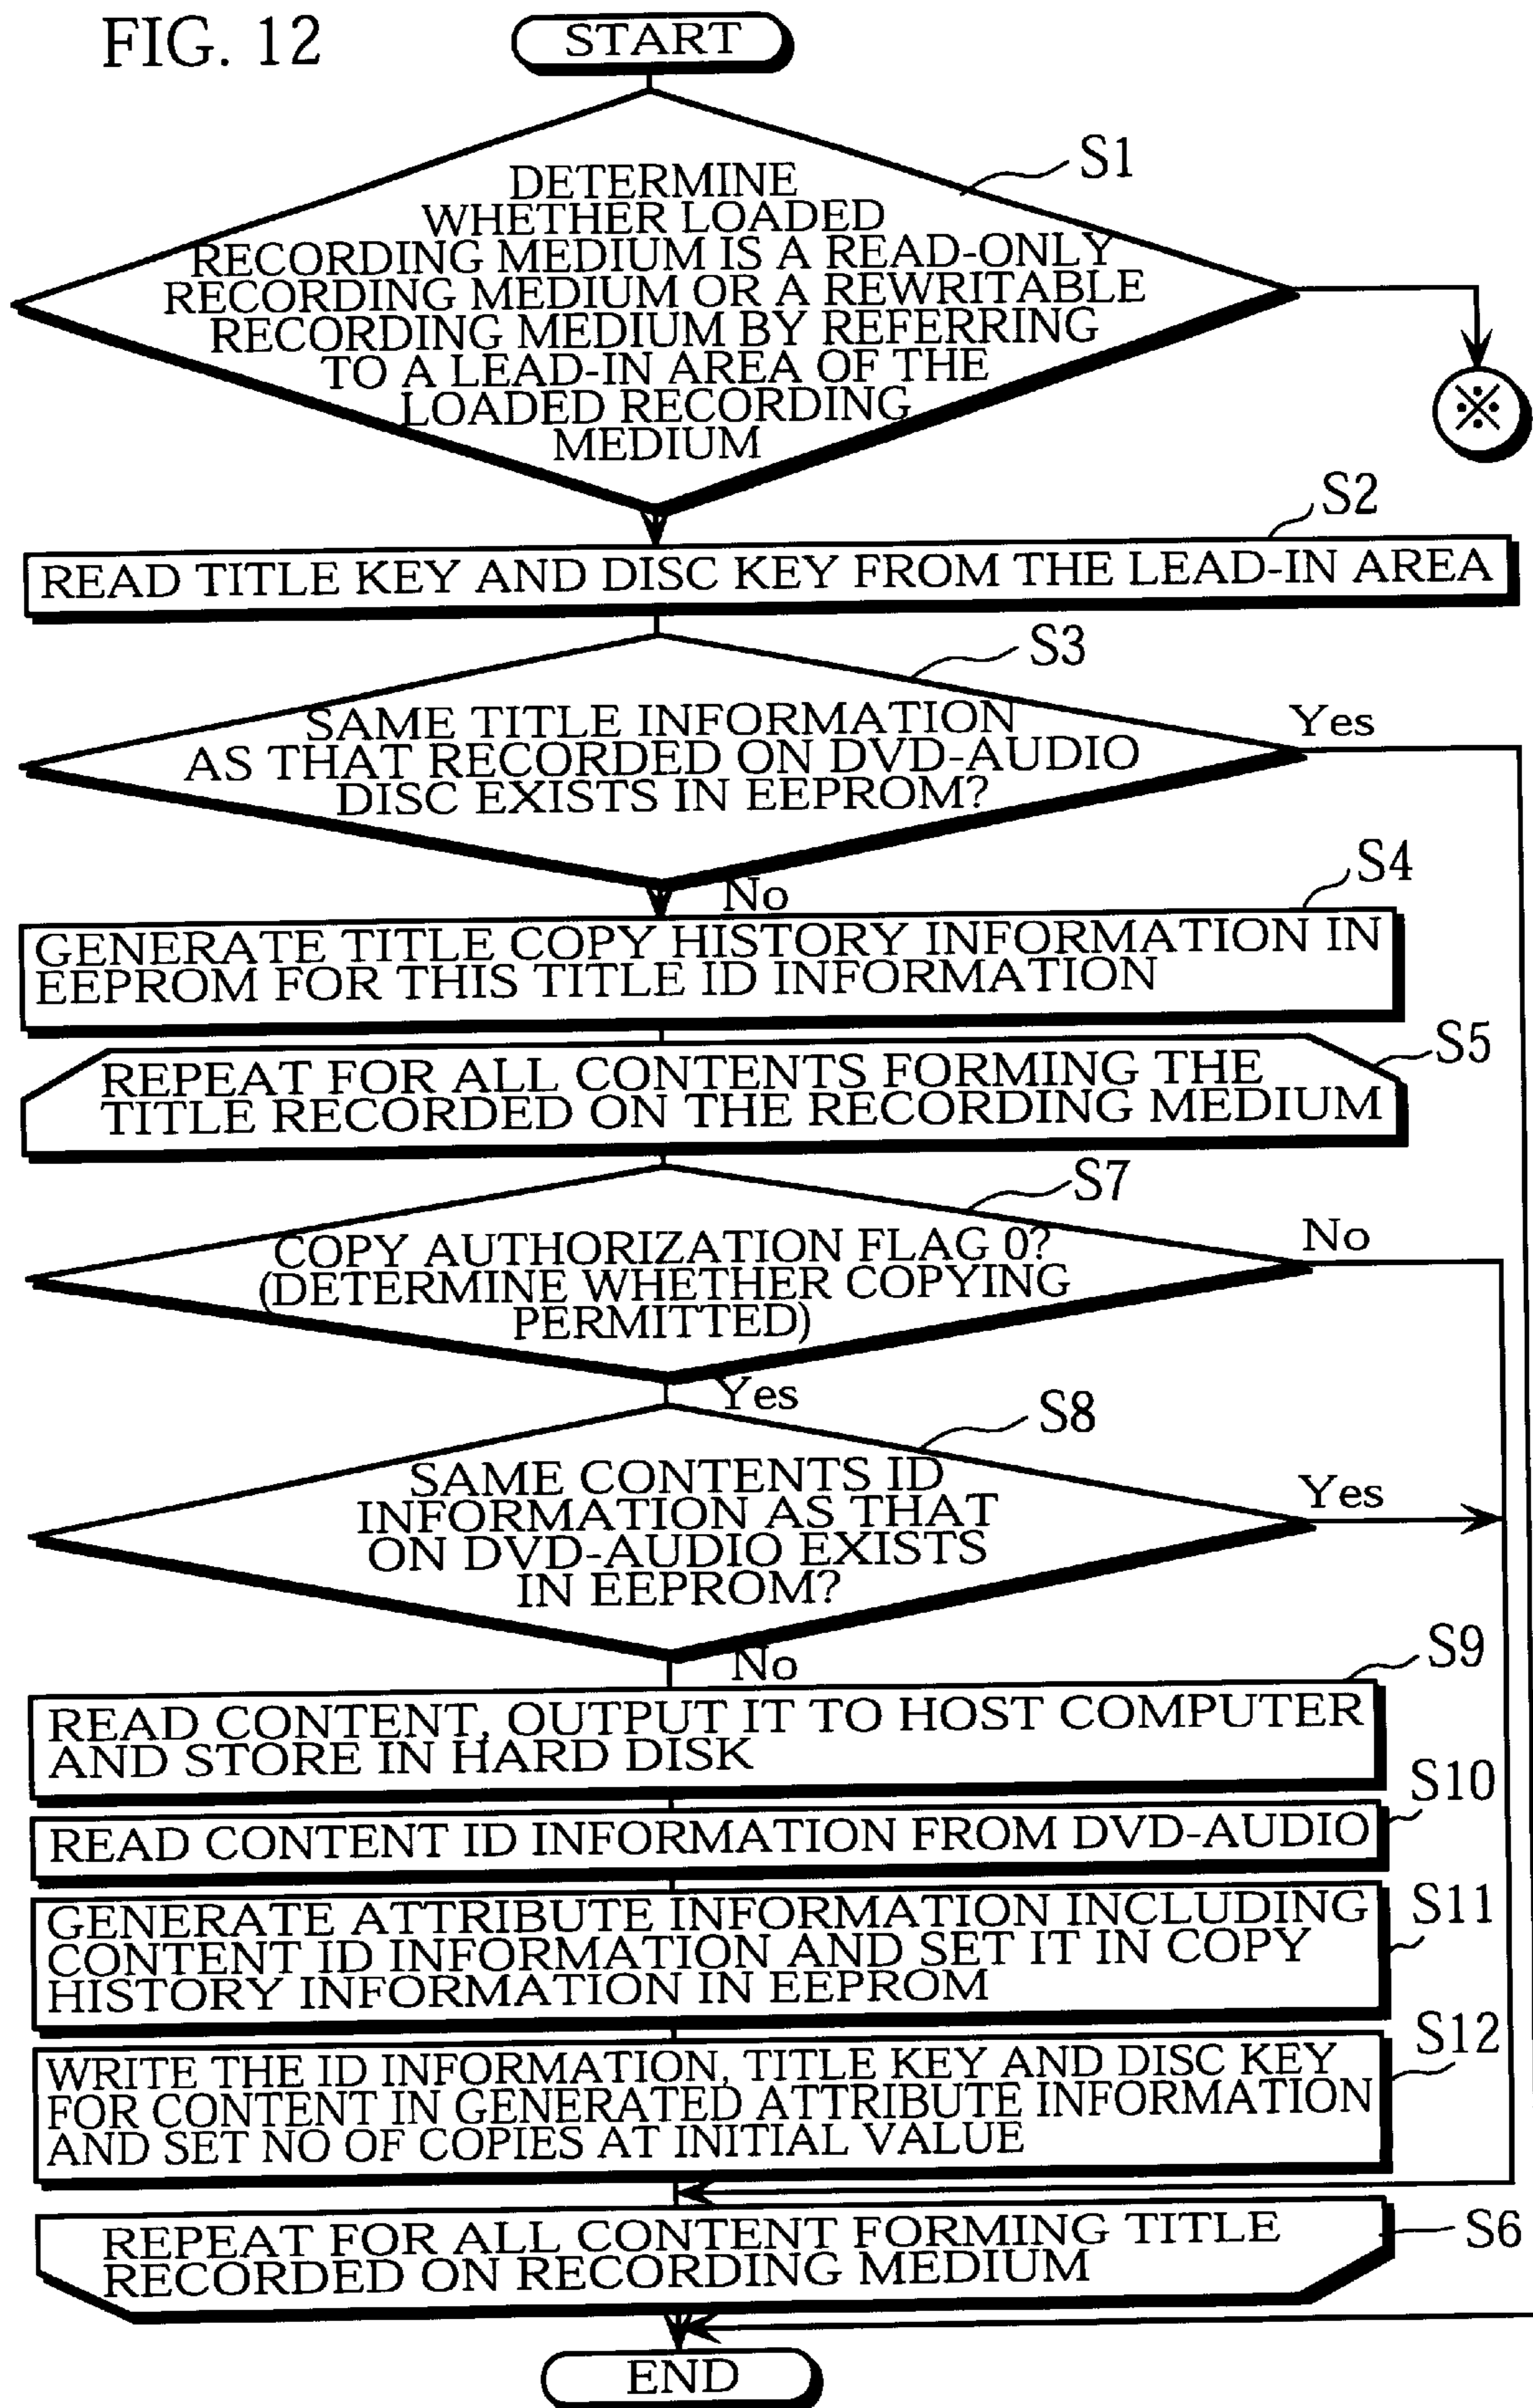 FIG. 12
START
S1
DETERMINE
WHETHER LOADED
RECORDING MEDIUM IS A READ-ONLY
RECORDING MEDIUM OR A REWRITABLE
RECORDING MEDIUM BY REFERRING
TO A LEAD-IN AREA OF THE
LOADED RECORDING
MEDIUM
※
S2
READ TITLE KEY AND DISC KEY FROM THE LEAD-IN AREA
S3
SAME TITLE INFORMATION
AS THAT RECORDED ON DVD-AUDIO
DISC EXISTS IN EEPROM?
Yes
No
S4
GENERATE TITLE COPY HISTORY INFORMATION IN
EEPROM FOR THIS TITLE ID INFORMATION
S5
REPEAT FOR ALL CONTENTS FORMING THE
TITLE RECORDED ON THE RECORDING MEDIUM
S7
COPY AUTHORIZATION FLAG 0?
(DETERMINE WHETHER COPYING
PERMITTED)
No
Yes
S8
SAME CONTENTS ID
INFORMATION AS THAT
ON DVD-AUDIO EXISTS
IN EEPROM?
Yes
No
S9
READ CONTENT, OUTPUT IT TO HOST COMPUTER
AND STORE IN HARD DISK
S10
READ CONTENT ID INFORMATION FROM DVD-AUDIO
S11
GENERATE ATTRIBUTE INFORMATION INCLUDING
CONTENT ID INFORMATION AND SET IT IN COPY
HISTORY INFORMATION IN EEPROM
S12
WRITE THE ID INFORMATION, TITLE KEY AND DISC KEY
FOR CONTENT IN GENERATED ATTRIBUTE INFORMATION
AND SET NO OF COPIES AT INITIAL VALUE
S6
REPEAT FOR ALL CONTENT FORMING TITLE
RECORDED ON RECORDING MEDIUM
END